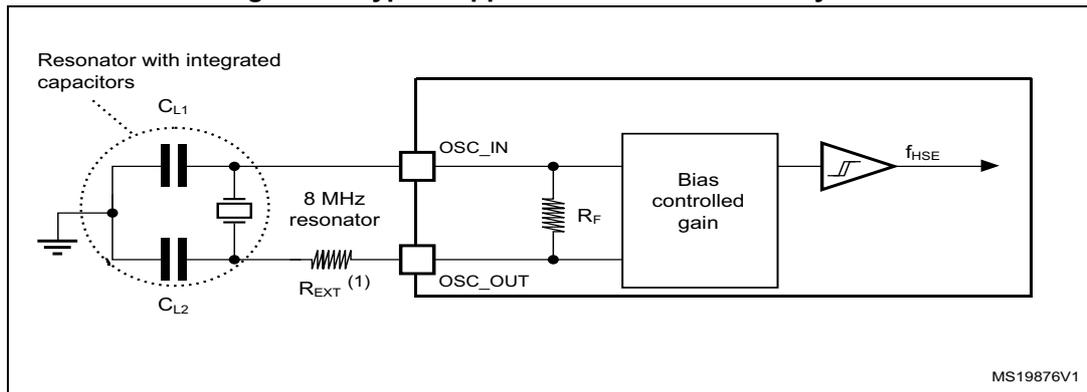 Resonator with integrated
capacitors
CL1
OSC_IN
fHSE
8 MHz
resonator
RF
Bias
controlled
gain
REXT (1)
OSC_OUT
CL2
MS19876V1